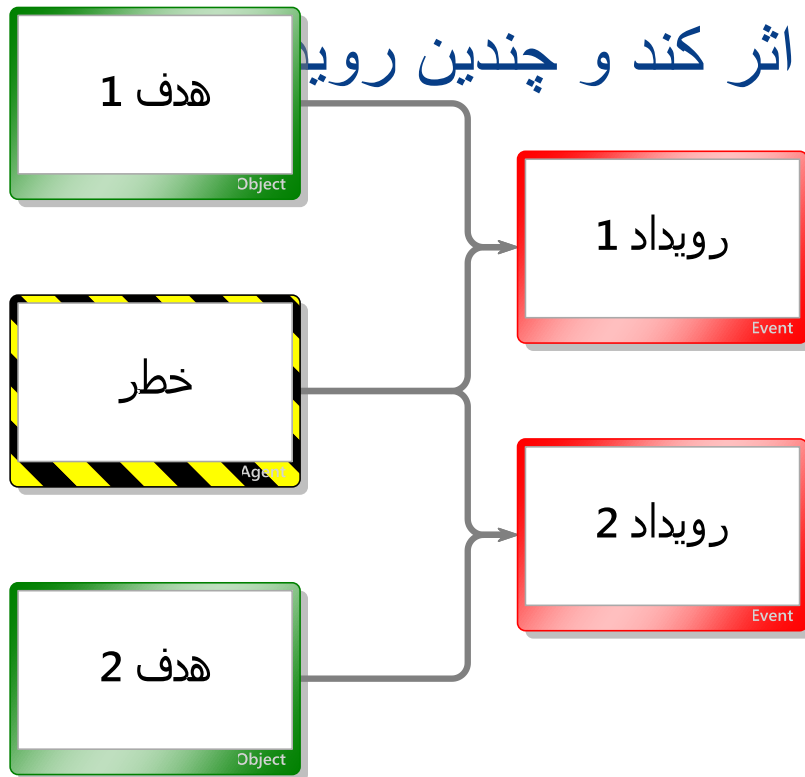 اثر کند و چندین
هدف 1
Object
رویداد 1
Event
خطر
Agent
رویداد 2
Event
هدف 2
Object